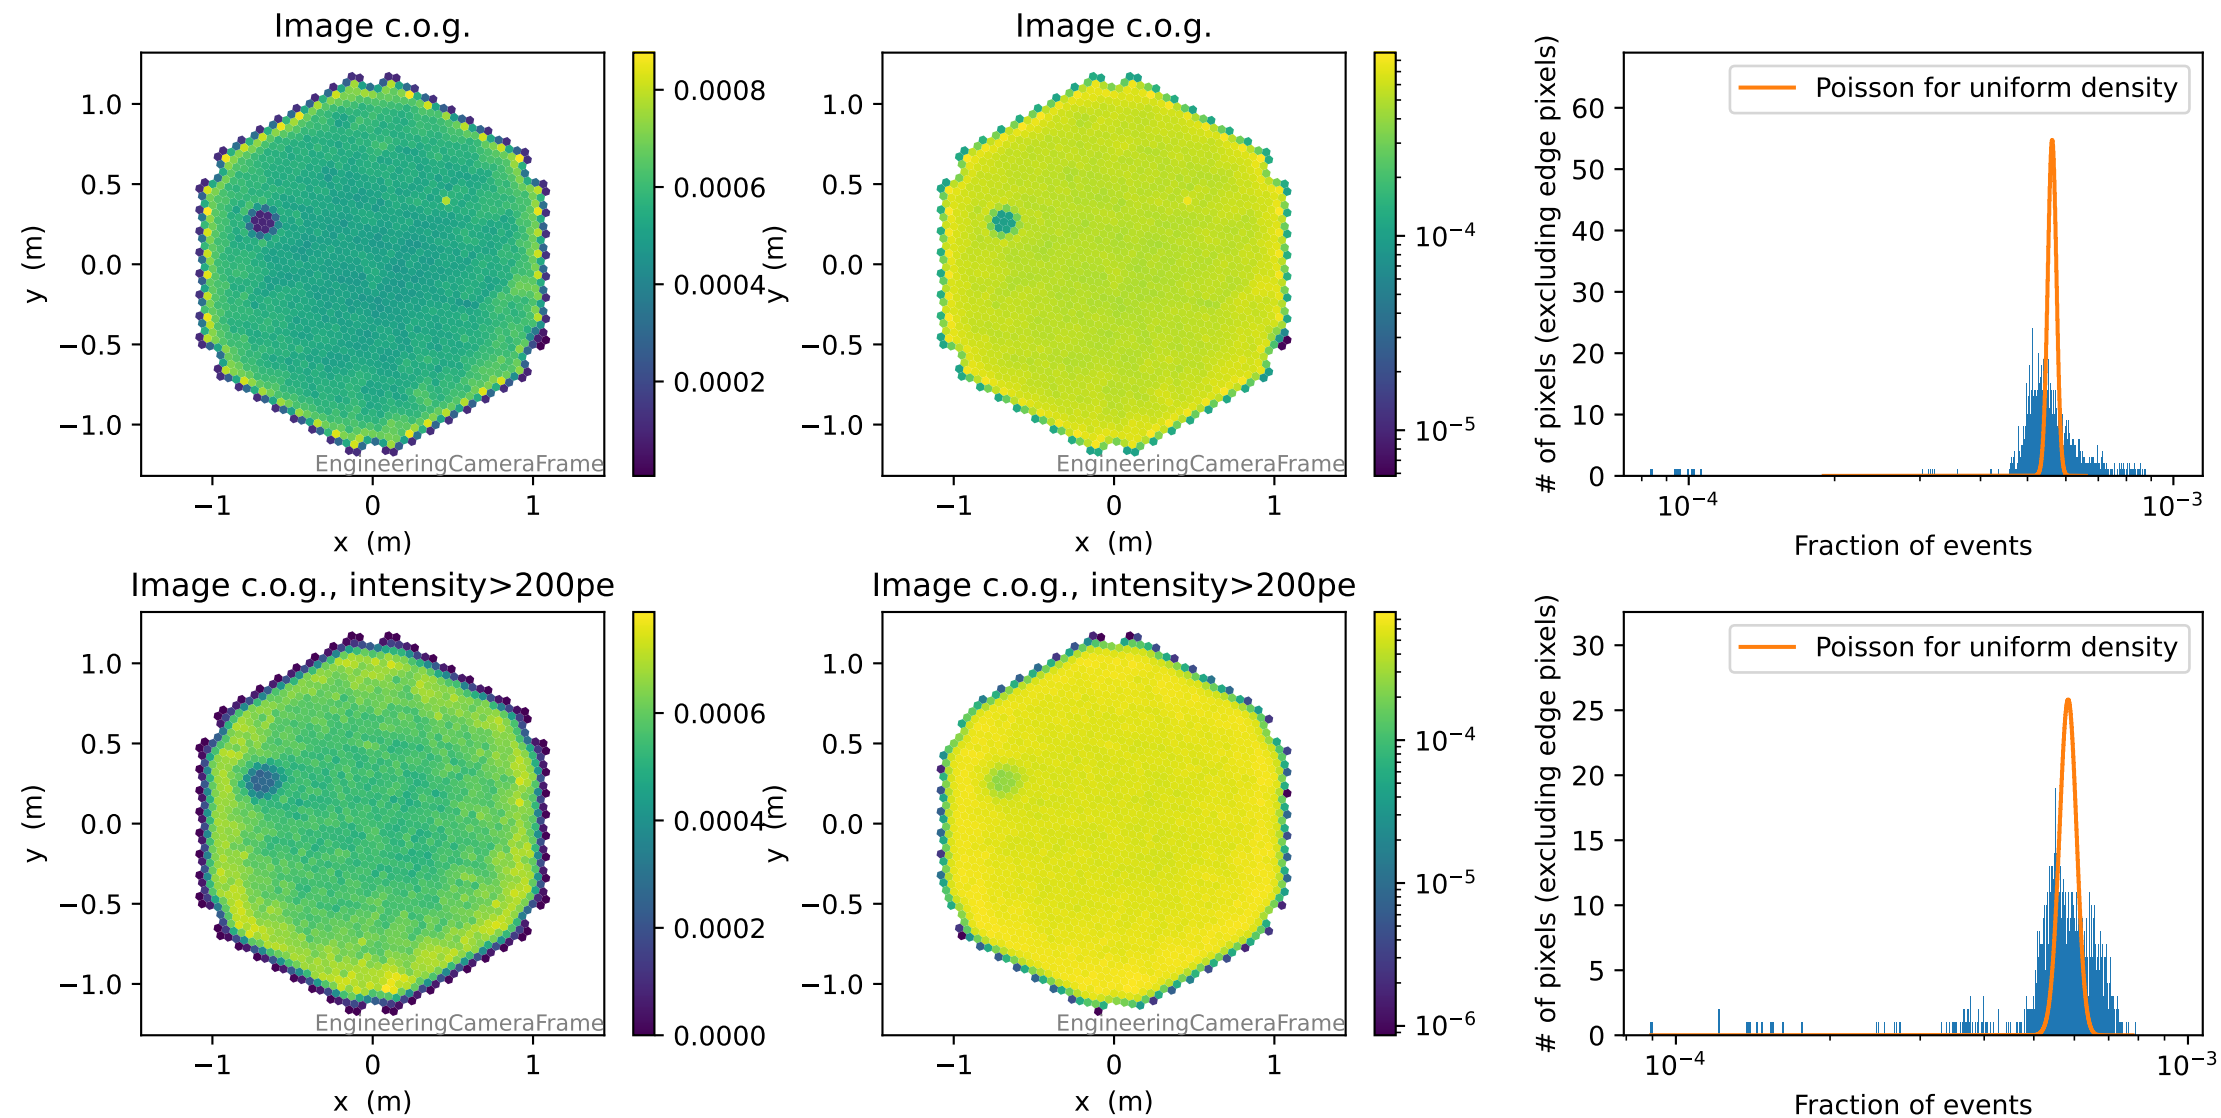 Image c.o.g.
1.0
0.5
0.0
−0.5
−1.0
y (m)
−1 0 1
x (m)
EngineeringCameraFrame
0.0008
0.0006
0.0004
0.0002
Image c.o.g.
1.0
0.5
0.0
−0.5
−1.0
y (m)
−1 0 1
x (m)
EngineeringCameraFrame
10⁻⁴
10⁻⁵
Poisson for uniform density
# of pixels (excluding edge pixels)
60
50
40
30
20
10
0
10⁻⁴ 10⁻³
Fraction of events
Image c.o.g., intensity>200pe
1.0
0.5
0.0
−0.5
−1.0
y (m)
−1 0 1
x (m)
EngineeringCameraFrame
0.0006
0.0004
0.0002
0.0000
Image c.o.g., intensity>200pe
1.0
0.5
0.0
−0.5
−1.0
y (m)
−1 0 1
x (m)
EngineeringCameraFrame
10⁻⁴
10⁻⁵
10⁻⁶
Poisson for uniform density
# of pixels (excluding edge pixels)
30
25
20
15
10
5
0
10⁻⁴ 10⁻³
Fraction of events